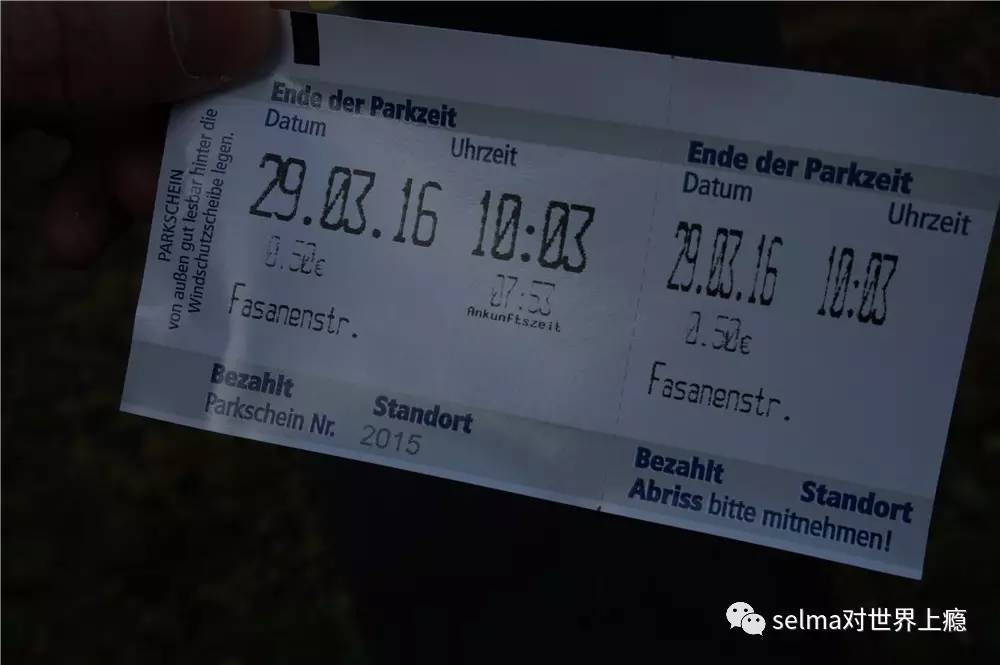 PARKSCHEIN
von außen gut lesbar hinter die
Windschutzscheibe legen.
Ende der Parkzeit
Datum Uhrzeit
29.03.16 10:03
0.50€ 07:53
Ankunftszeit
Fasanenstr.
Bezahlt Standort
Parkschein Nr. 2015
Ende der Parkzeit
Datum Uhrzeit
29.03.16 10:03
0.50€
Fasanenstr.
Bezahlt Standort
Abriss bitte mitnehmen!
selma对世界上瘾